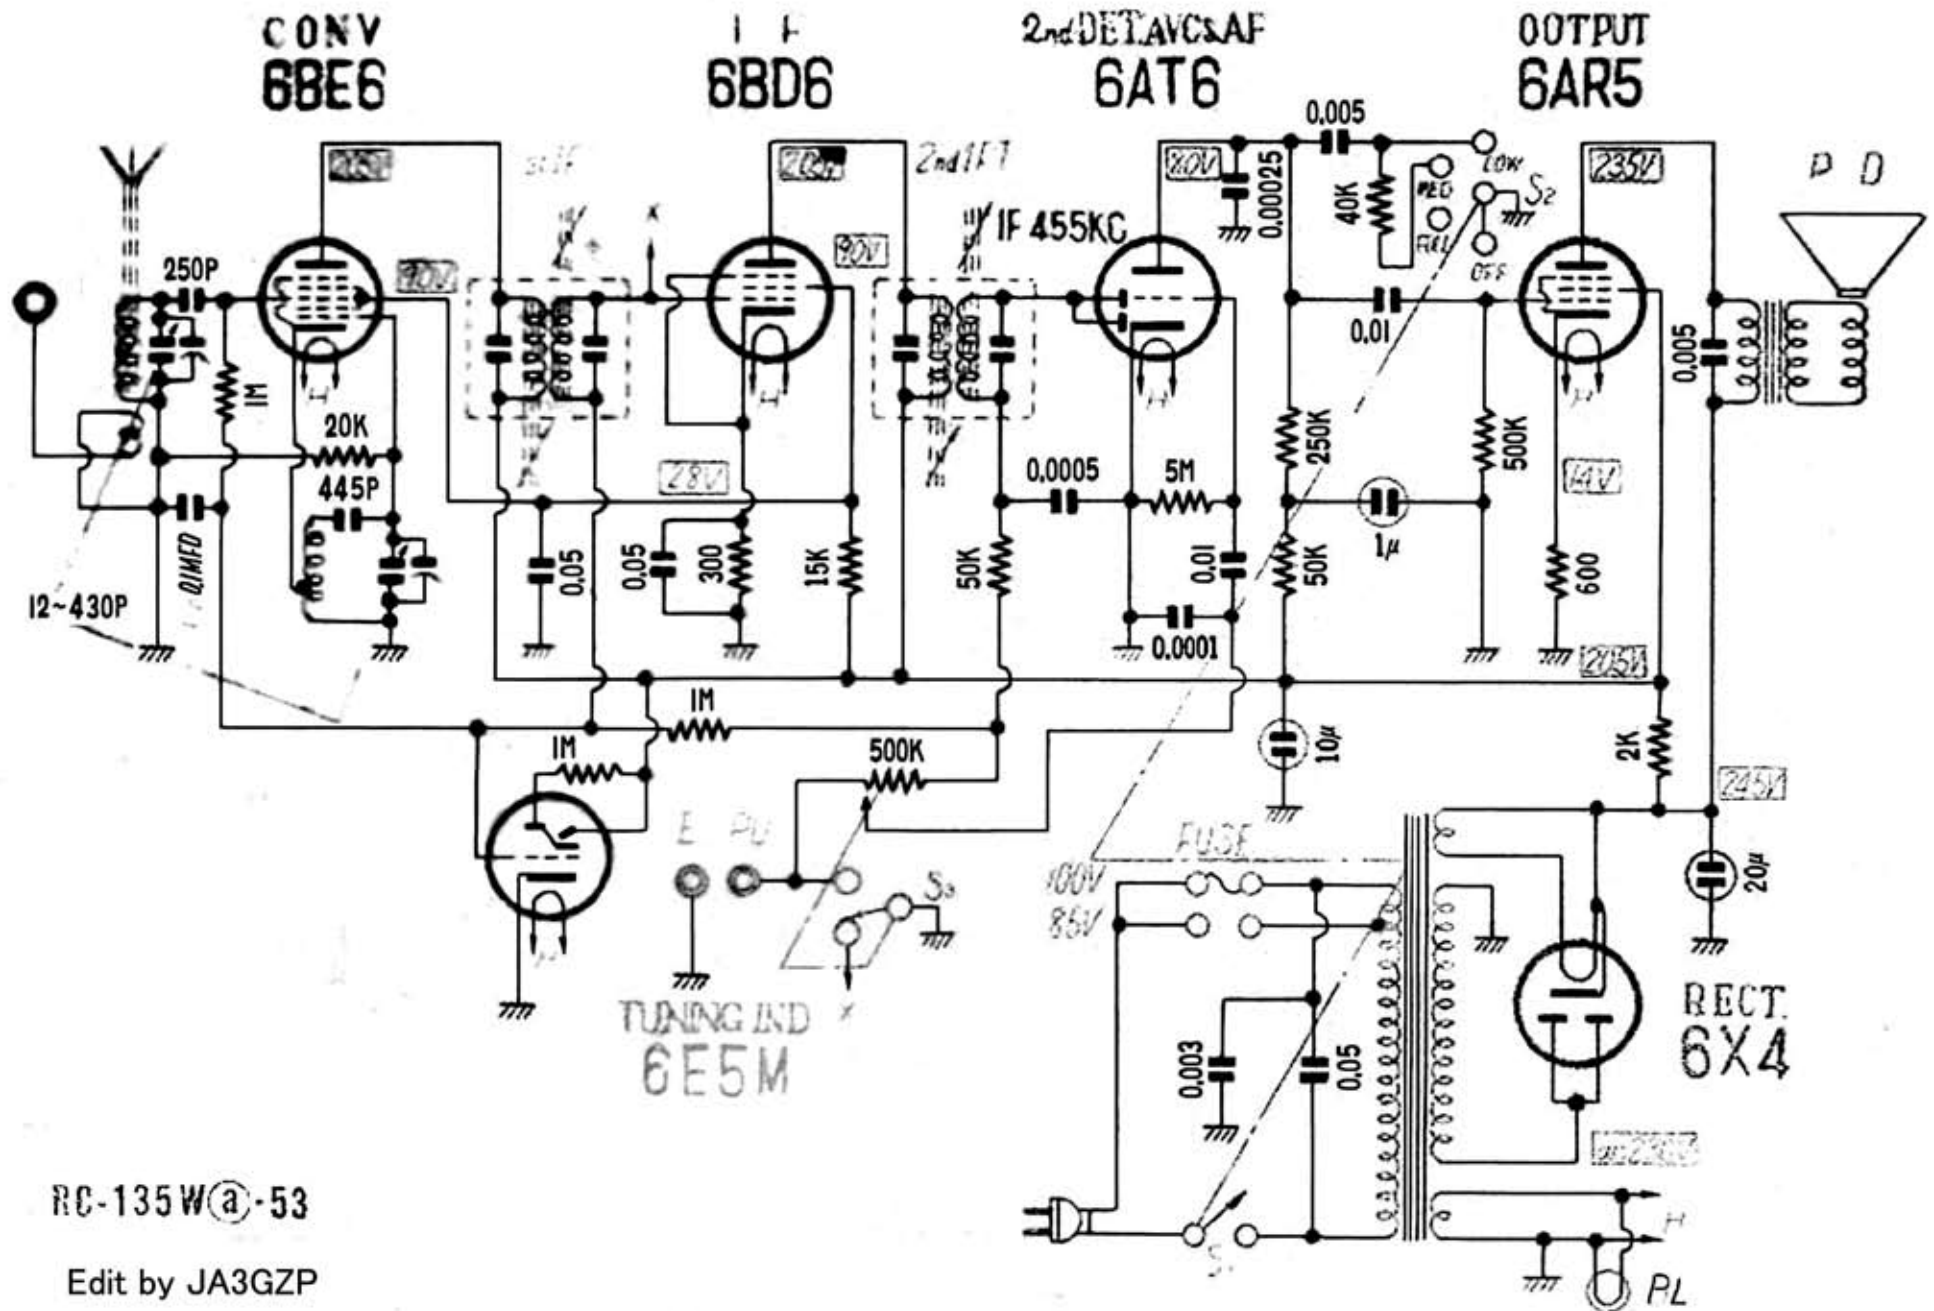 CONV
6BE6
I F
6BD6
2nd DET.AVC&AF
6AT6
OUTPUT
6AR5
0.005
LOW
MED
OFF
S2
40K
0.00025
80V
235V
P D
2nd IFT
IF 455KC
90V
90V
250P
1M
H
H
H
H
20K
445P
0.01
0.005
250K
500K
28V
14V
0.0005
5M
1μ
12~430P
0.05
0.05
300
15K
50K
0.01
50K
600
0.0001
205V
1M
1M
500K
10μ
2K
245V
E
PU
FUSE
100V
85V
20μ
S3
H
TUNING IND
X
6E5M
0.003
0.05
RECT.
6X4
RC-135Wⓐ-53
H
PL
Edit by JA3GZP